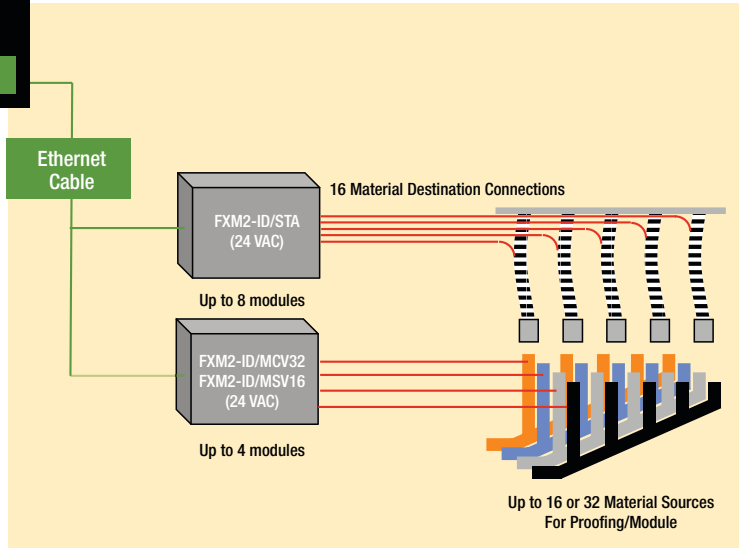 Ethernet
Cable
16 Material Destination Connections
FXM2-ID/STA
(24 VAC)
Up to 8 modules
FXM2-ID/MCV32
FXM2-ID/MSV16
(24 VAC)
Up to 4 modules
Up to 16 or 32 Material Sources
For Proofing/Module